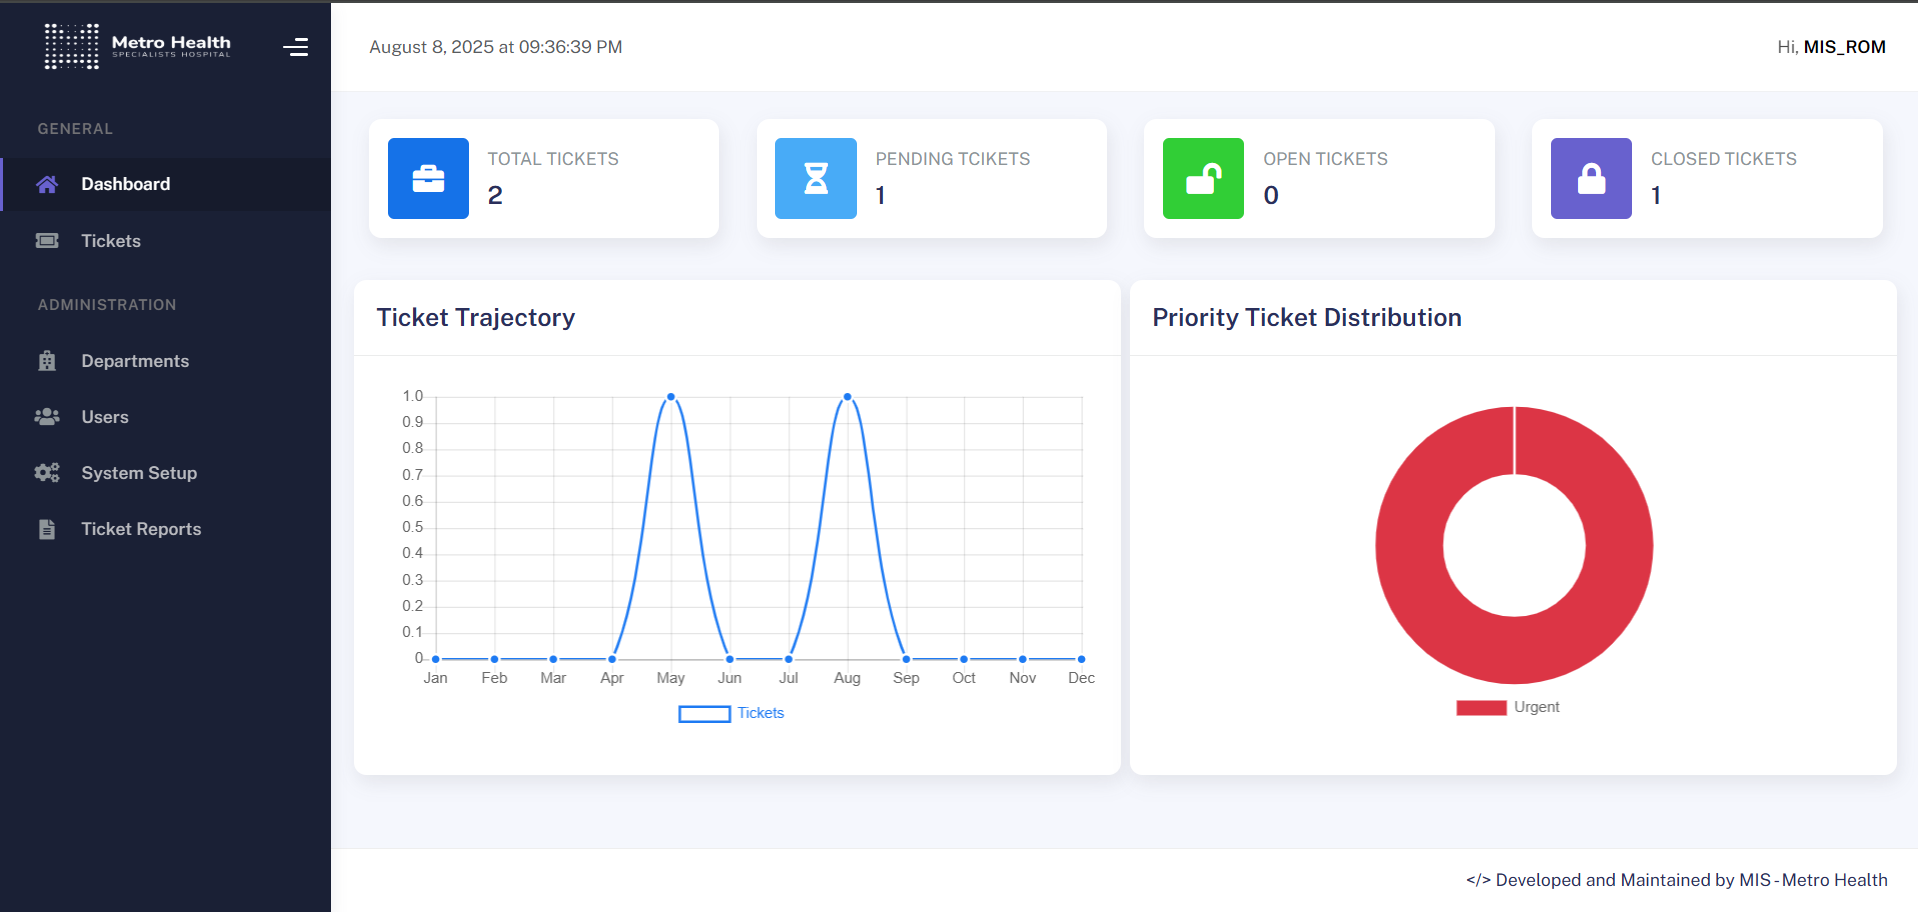 Metro Health
SPECIALISTS HOSPITAL
August 8, 2025 at 09:36:39 PM
Hi, MIS_ROM
GENERAL
Dashboard
Tickets
ADMINISTRATION
Departments
Users
System Setup
Ticket Reports
TOTAL TICKETS
2
PENDING TCIKETS
1
OPEN TICKETS
0
CLOSED TICKETS
1
Ticket Trajectory
1.0
0.9
0.8
0.7
0.6
0.5
0.4
0.3
0.2
0.1
0
Jan Feb Mar Apr May Jun Jul Aug Sep Oct Nov Dec
Tickets
Priority Ticket Distribution
Urgent
</> Developed and Maintained by MIS - Metro Health